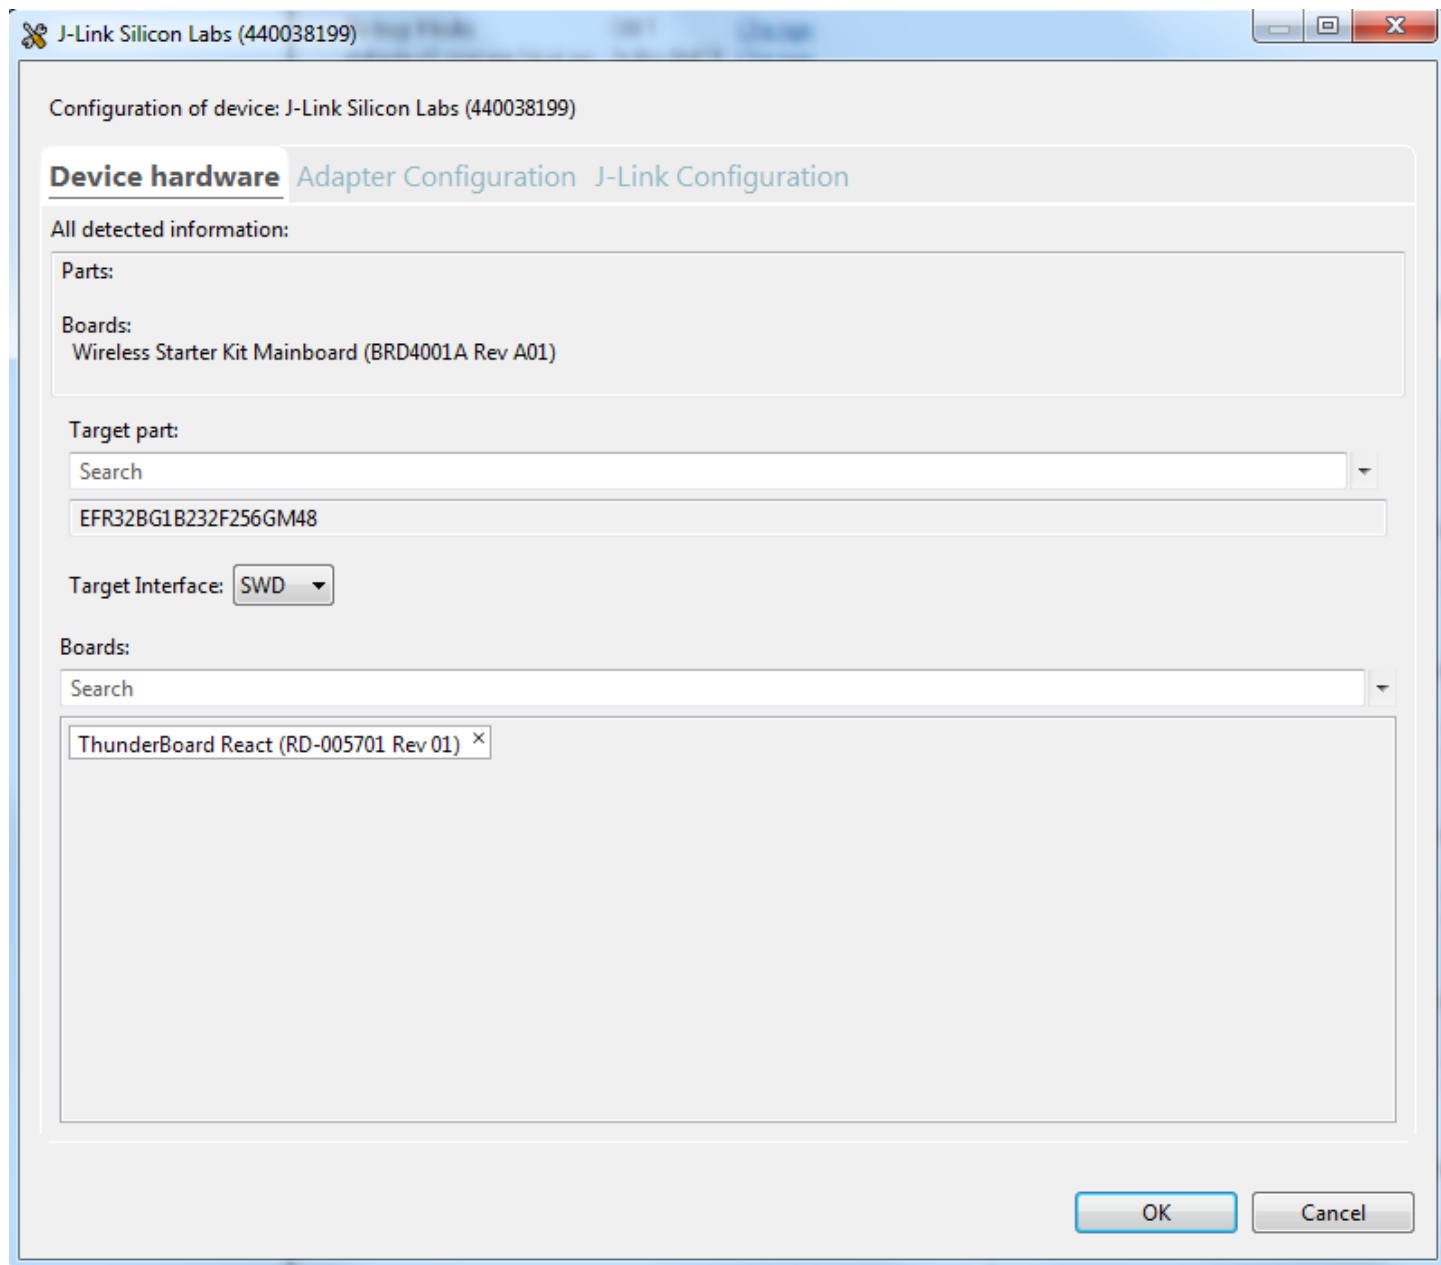 J-Link Silicon Labs (440038199)
Configuration of device: J-Link Silicon Labs (440038199)
Device hardware Adapter Configuration J-Link Configuration
All detected information:
Parts:
Boards:
Wireless Starter Kit Mainboard (BRD4001A Rev A01)
Target part:
Search
EFR32BG1B232F256GM48
Target Interface: SWD
Boards:
Search
ThunderBoard React (RD-005701 Rev 01) ×
OK Cancel